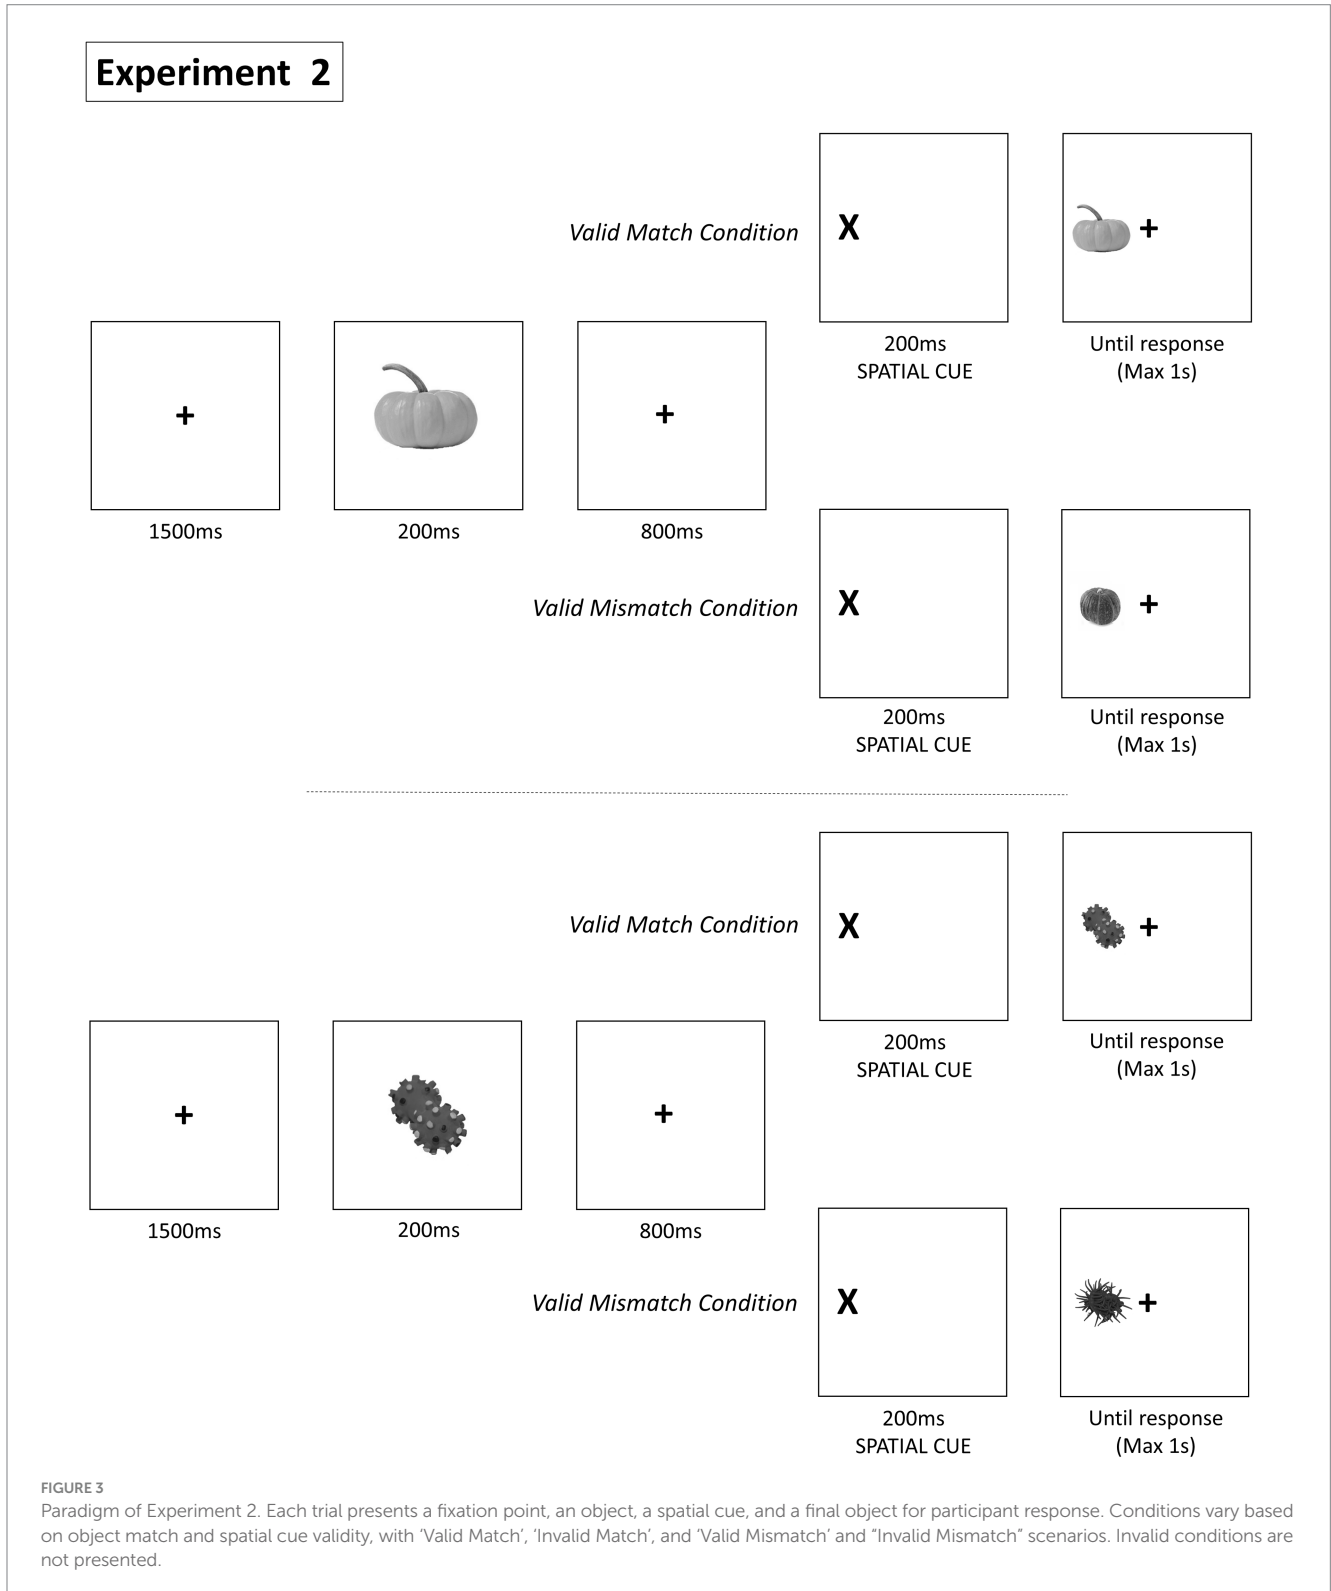 Experiment 2
Valid Match Condition
X
+
200ms
SPATIAL CUE
Until response
(Max 1s)
+
+
1500ms
200ms
800ms
Valid Mismatch Condition
X
+
200ms
SPATIAL CUE
Until response
(Max 1s)
Valid Match Condition
X
+
200ms
SPATIAL CUE
Until response
(Max 1s)
+
+
1500ms
200ms
800ms
Valid Mismatch Condition
X
+
200ms
SPATIAL CUE
Until response
(Max 1s)
FIGURE 3
Paradigm of Experiment 2. Each trial presents a fixation point, an object, a spatial cue, and a final object for participant response. Conditions vary based
on object match and spatial cue validity, with ‘Valid Match’, ‘Invalid Match’, and ‘Valid Mismatch’ and “Invalid Mismatch” scenarios. Invalid conditions are
not presented.